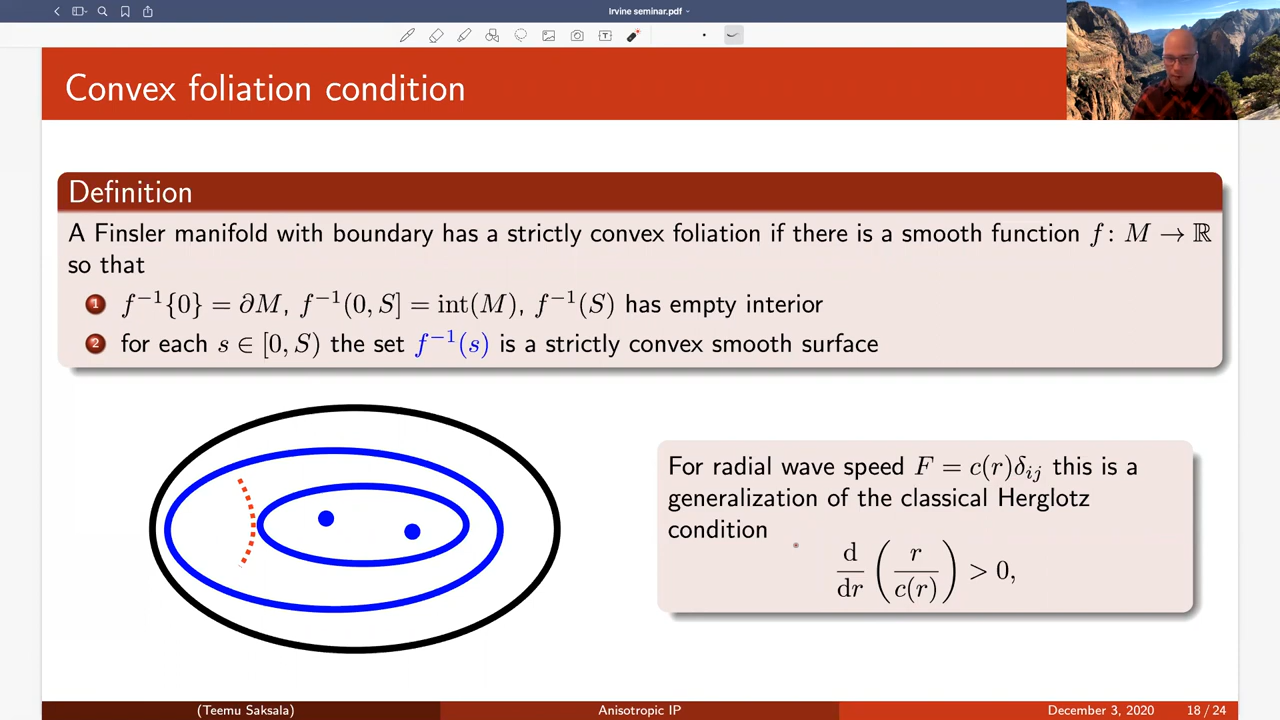 Irvine seminar.pdf
Convex foliation condition
Definition
A Finsler manifold with boundary has a strictly convex foliation if there is a smooth function f : M → ℝ
so that
1 f⁻¹{0} = ∂M, f⁻¹(0, S] = int(M), f⁻¹(S) has empty interior
2 for each s ∈ [0, S) the set f⁻¹(s) is a strictly convex smooth surface
For radial wave speed F = c(r)δᵢⱼ this is a
generalization of the classical Herglotz
condition
d/dr (r/c(r)) > 0,
(Teemu Saksala)
Anisotropic IP
December 3, 2020
18 / 24